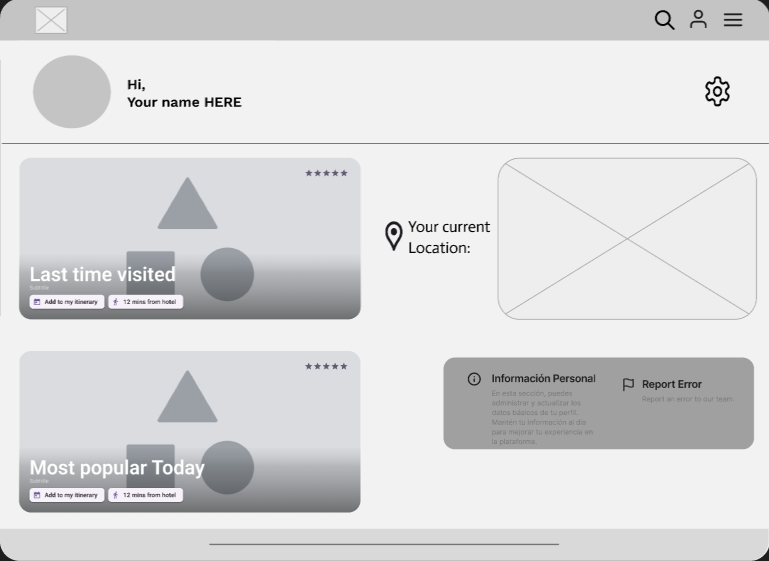 Hi,
Your name HERE
Last time visited
Subtitle
Add to my itinerary
12 mins from hotel
Your current
Location:
Most popular Today
Subtitle
Add to my itinerary
12 mins from hotel
Información Personal
En esta sección, puedes
administrar y actualizar los
datos básicos de tu perfil.
Mantén tu información al día
para mejorar tu experiencia en
la plataforma.
Report Error
Report an error to our team.